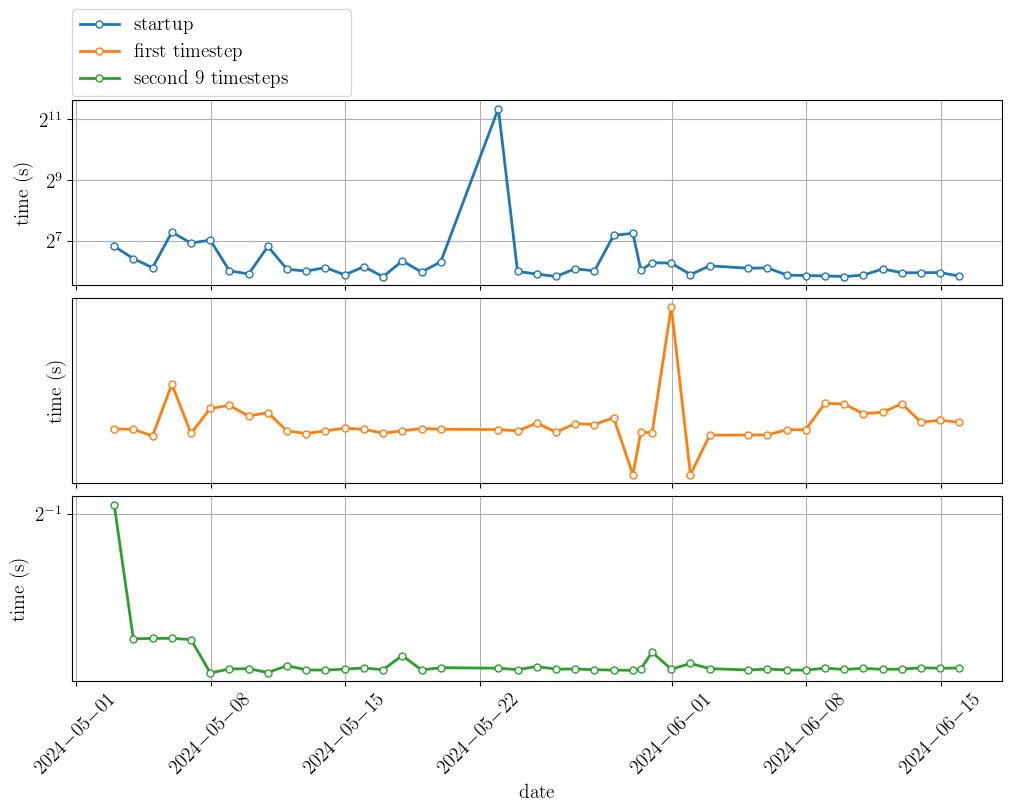 startup
first timestep
second 9 timesteps
2^11
2^9
2^7
time (s)
time (s)
2^−1
time (s)
2024−05−01
2024−05−08
2024−05−15
2024−05−22
2024−06−01
2024−06−08
2024−06−15
date